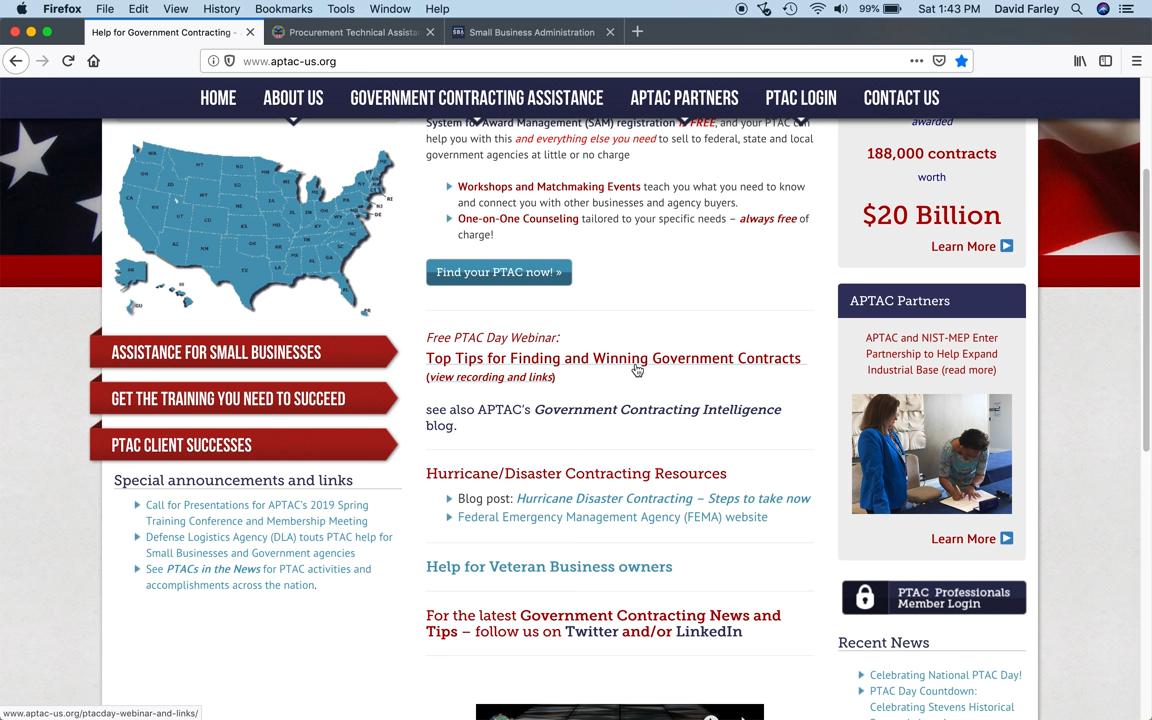 Firefox File Edit View History Bookmarks Tools Window Help 99% Sat 1:43 PM David Farley
Help for Government Contracting - Procurement Technical Assista Small Business Administration
www.aptac-us.org
HOME ABOUT US GOVERNMENT CONTRACTING ASSISTANCE APTAC PARTNERS PTAC LOGIN CONTACT US
System for Award Management (SAM) registration is FREE, and your PTAC can
help you with this and everything else you need to sell to federal, state and local
government agencies at little or no charge
Workshops and Matchmaking Events teach you what you need to know
and connect you with other businesses and agency buyers.
One-on-One Counseling tailored to your specific needs – always free of
charge!
Find your PTAC now! »
Free PTAC Day Webinar:
Top Tips for Finding and Winning Government Contracts
(view recording and links)
see also APTAC's Government Contracting Intelligence
blog.
Hurricane/Disaster Contracting Resources
Blog post: Hurricane Disaster Contracting – Steps to take now
Federal Emergency Management Agency (FEMA) website
Help for Veteran Business owners
For the latest Government Contracting News and
Tips – follow us on Twitter and/or LinkedIn
ASSISTANCE FOR SMALL BUSINESSES
GET THE TRAINING YOU NEED TO SUCCEED
PTAC CLIENT SUCCESSES
Special announcements and links
Call for Presentations for APTAC's 2019 Spring
Training Conference and Membership Meeting
Defense Logistics Agency (DLA) touts PTAC help for
Small Businesses and Government agencies
See PTACs in the News for PTAC activities and
accomplishments across the nation.
awarded
188,000 contracts
worth
$20 Billion
Learn More
APTAC Partners
APTAC and NIST-MEP Enter
Partnership to Help Expand
Industrial Base (read more)
Learn More
PTAC Professionals
Member Login
Recent News
Celebrating National PTAC Day!
PTAC Day Countdown:
Celebrating Stevens Historical
www.aptac-us.org/ptacday-webinar-and-links/